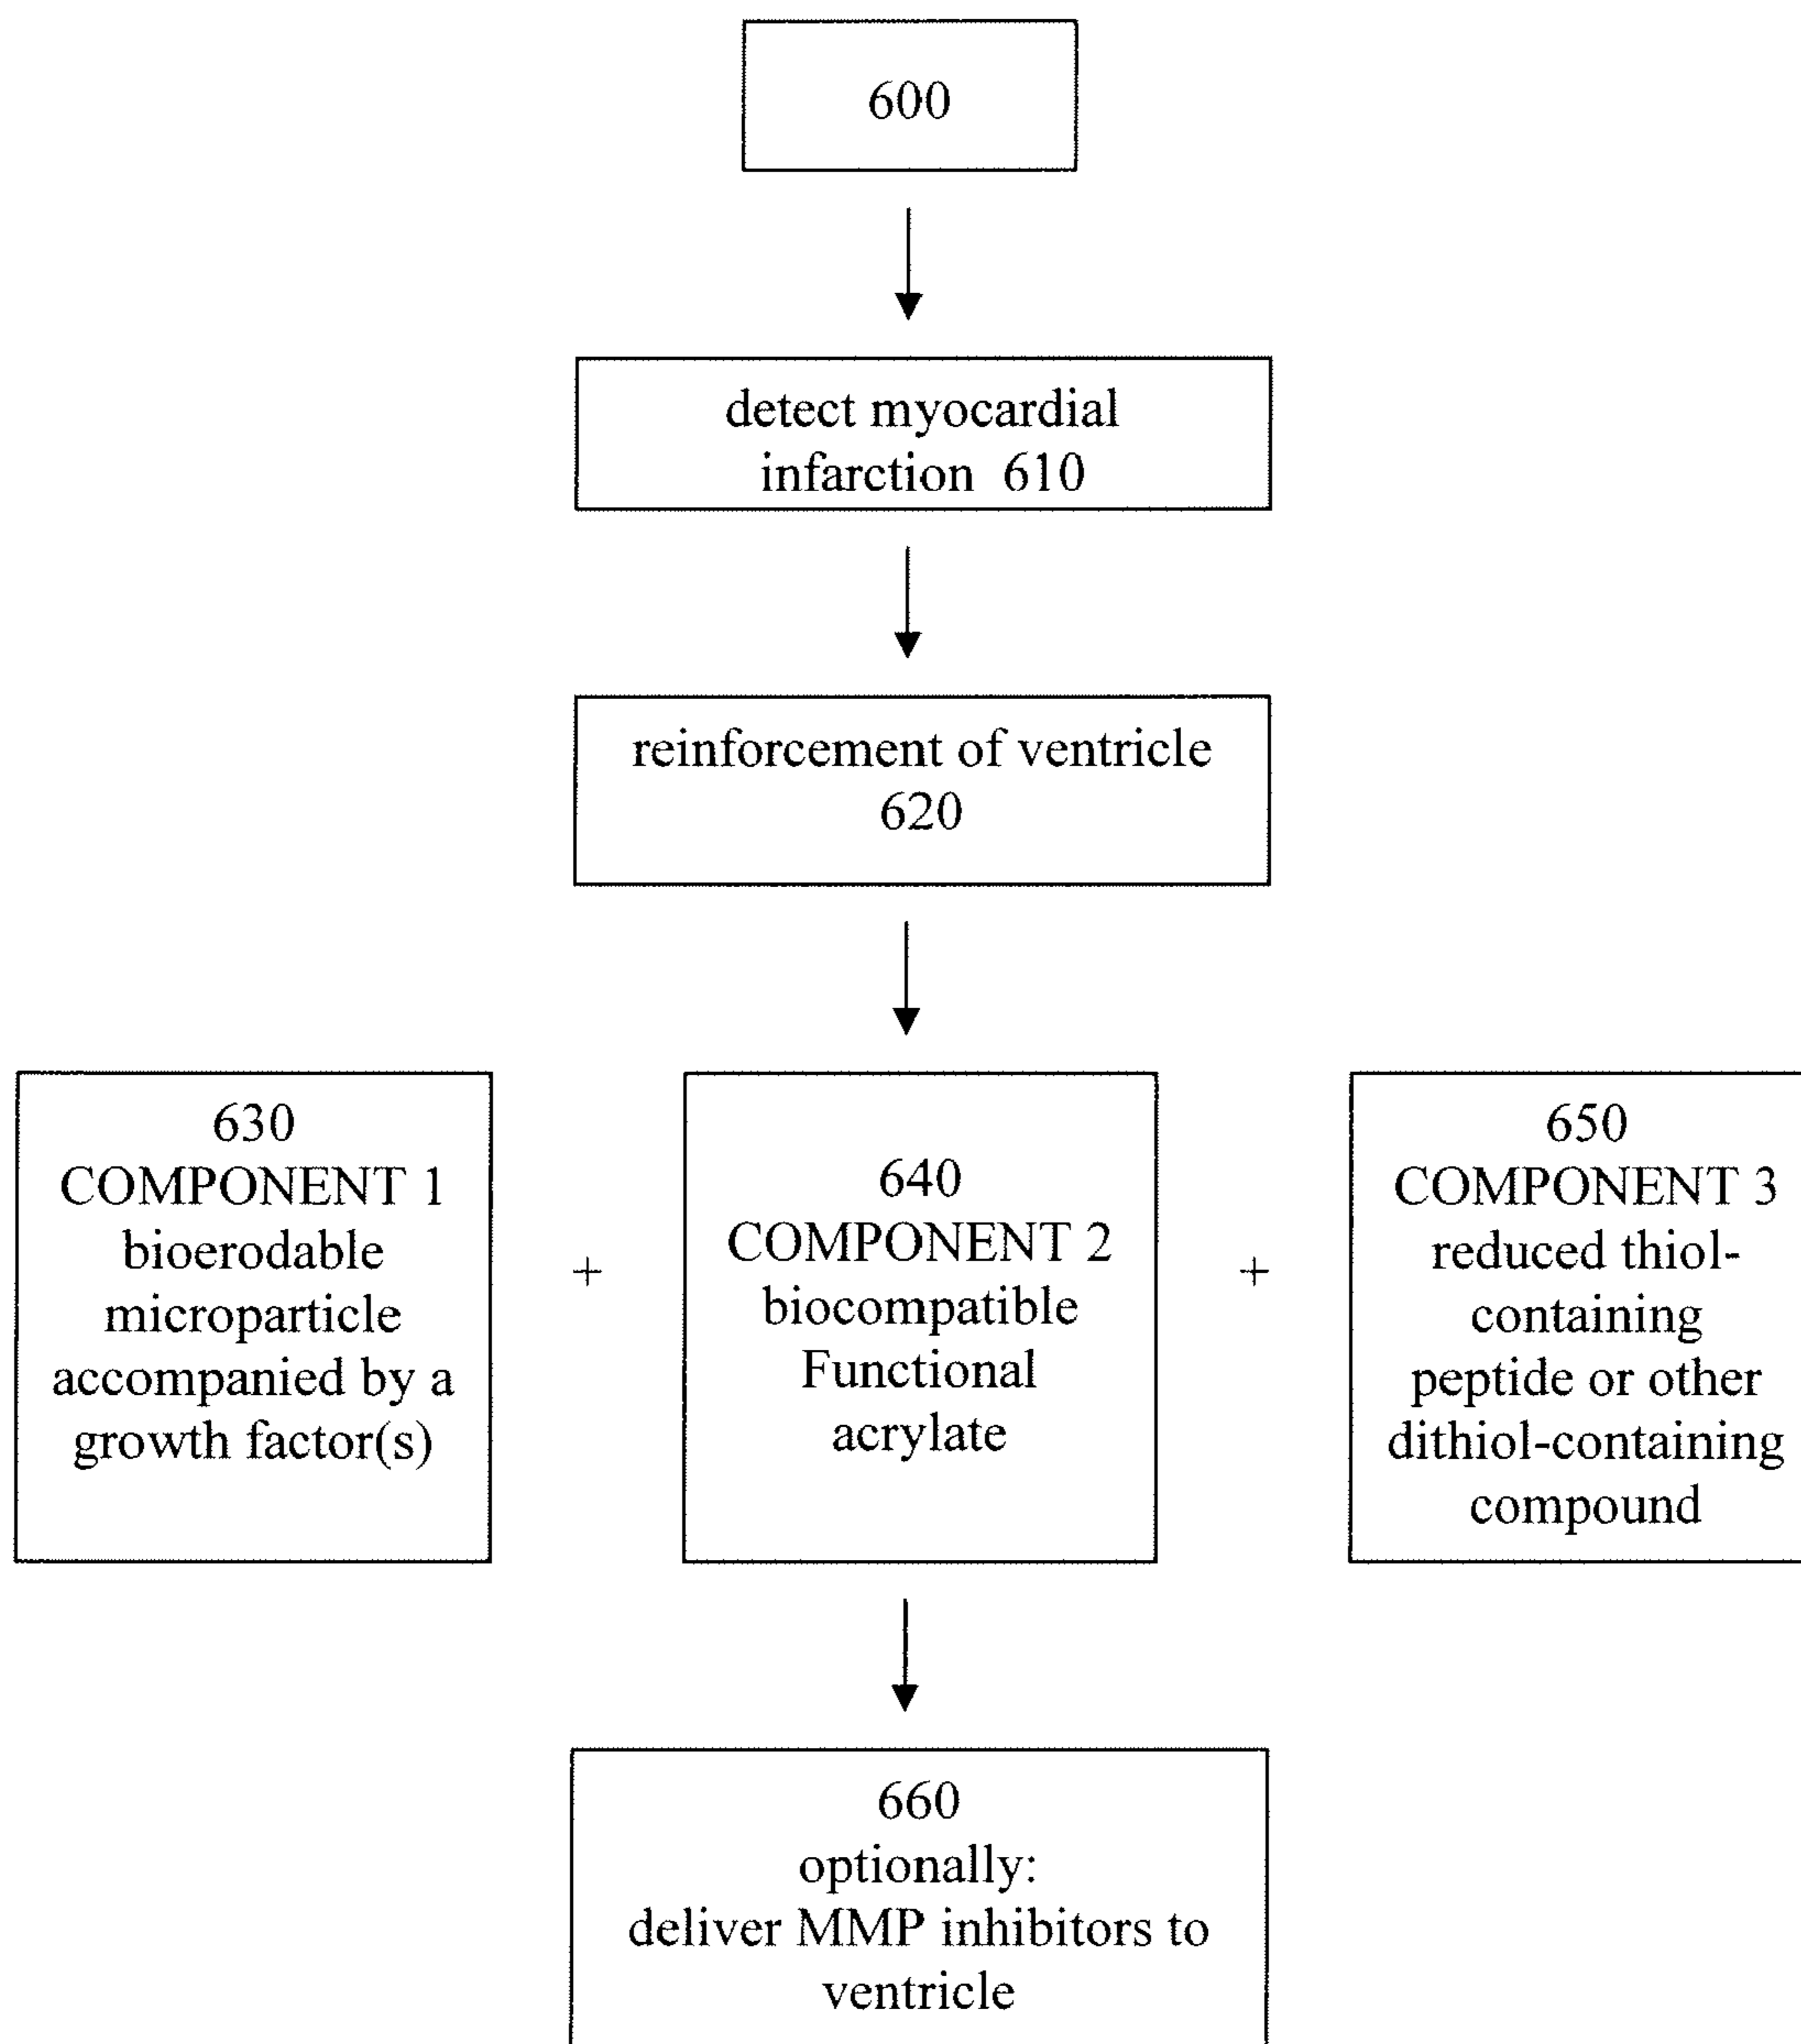 600
detect myocardial
infarction 610
reinforcement of ventricle
620
630
COMPONENT 1
bioerodable
microparticle
accompanied by a
growth factor(s)
+
640
COMPONENT 2
biocompatible
Functional
acrylate
+
650
COMPONENT 3
reduced thiol-
containing
peptide or other
dithiol-containing
compound
660
optionally:
deliver MMP inhibitors to
ventricle